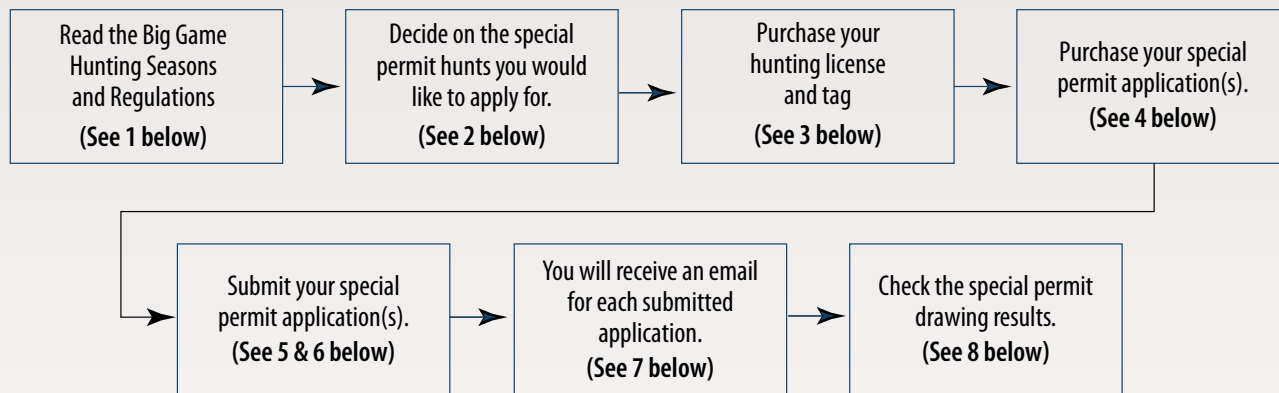 Read the Big Game
Hunting Seasons
and Regulations
(See 1 below)
Decide on the special
permit hunts you would
like to apply for.
(See 2 below)
Purchase your
hunting license
and tag
(See 3 below)
Purchase your special
permit application(s).
(See 4 below)
Submit your special
permit application(s).
(See 5 & 6 below)
You will receive an email
for each submitted
application.
(See 7 below)
Check the special permit
drawing results.
(See 8 below)